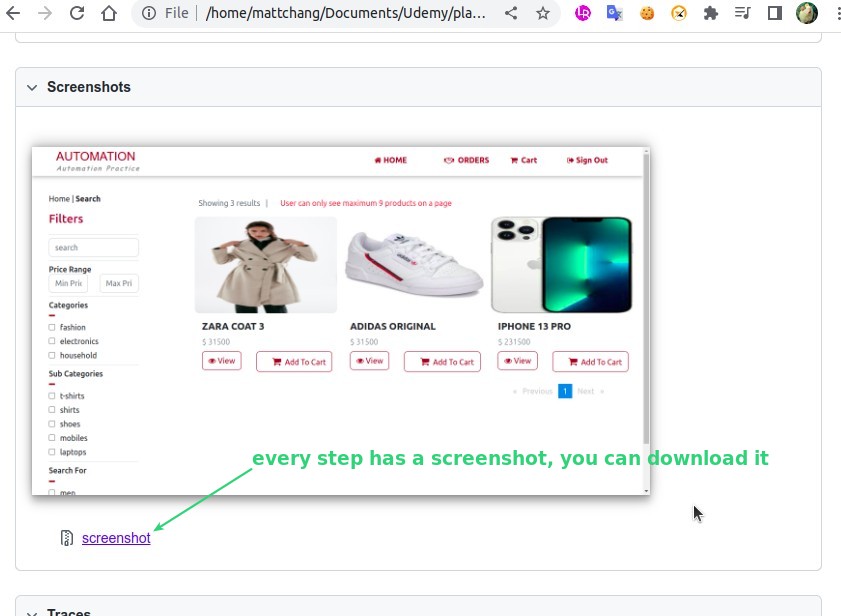 File | /home/mattchang/Documents/Udemy/pla...
Screenshots
AUTOMATION
Automation Practice
HOME ORDERS Cart Sign Out
Home | Search
Showing 3 results | User can only see maximum 9 products on a page
Filters
search
Price Range
Min Pri Max Pri
Categories
fashion
electronics
household
Sub Categories
t-shirts
shirts
shoes
mobiles
laptops
Search For
men
ZARA COAT 3
$ 31500
View Add To Cart
ADIDAS ORIGINAL
$ 31500
View Add To Cart
IPHONE 13 PRO
$ 231500
View Add To Cart
« Previous 1 Next »
every step has a screenshot, you can download it
screenshot
Traces